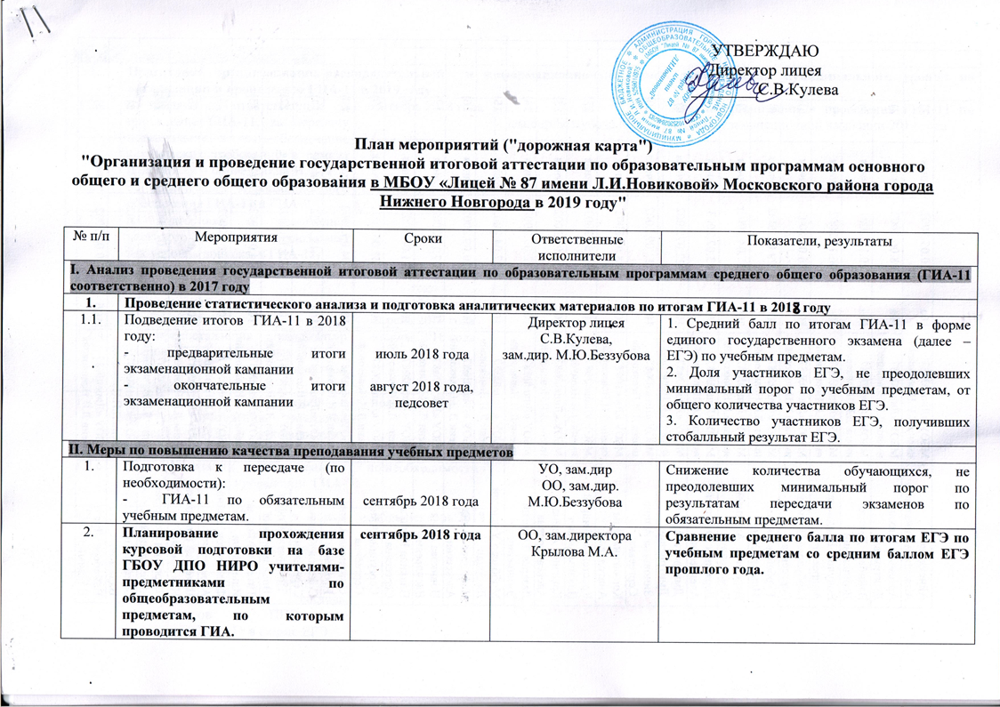 УТВЕРЖДАЮ
Директор лицея
С.В.Кулева
План мероприятий ("дорожная карта")
"Организация и проведение государственной итоговой аттестации по образовательным программам основного
общего и среднего общего образования в МБОУ «Лицей № 87 имени Л.И.Новиковой» Московского района города
Нижнего Новгорода в 2019 году"
№ п/п
Мероприятия
Сроки
Ответственные
исполнители
Показатели, результаты
I. Анализ проведения государственной итоговой аттестации по образовательным программам среднего общего образования (ГИА-11
соответственно) в 2017 году
1.
Проведение статистического анализа и подготовка аналитических материалов по итогам ГИА-11 в 2018 году
1.1.
Подведение итогов ГИА-11 в 2018
году:
- предварительные итоги
экзаменационной кампании
- окончательные итоги
экзаменационной кампании
июль 2018 года
август 2018 года,
педсовет
Директор лицея
С.В.Кулева,
зам.дир. М.Ю.Беззубова
1. Средний балл по итогам ГИА-11 в форме
единого государственного экзамена (далее –
ЕГЭ) по учебным предметам.
2. Доля участников ЕГЭ, не преодолевших
минимальный порог по учебным предметам, от
общего количества участников ЕГЭ.
3. Количество участников ЕГЭ, получивших
стобалльный результат ЕГЭ.
II. Меры по повышению качества преподавания учебных предметов
1.
Подготовка к пересдаче (по
необходимости):
- ГИА-11 по обязательным
учебным предметам.
сентябрь 2018 года
УО, зам.дир
ОО, зам.дир.
М.Ю.Беззубова
Снижение количества обучающихся, не
преодолевших минимальный порог по
результатам пересдачи экзаменов по
обязательным предметам.
2.
Планирование прохождения
курсовой подготовки на базе
ГБОУ ДПО НИРО учителями-
предметниками по
общеобразовательным
предметам, по которым
проводится ГИА.
сентябрь 2018 года
ОО, зам.директора
Крылова М.А.
Сравнение среднего балла по итогам ЕГЭ по
учебным предметам со средним баллом ЕГЭ
прошлого года.